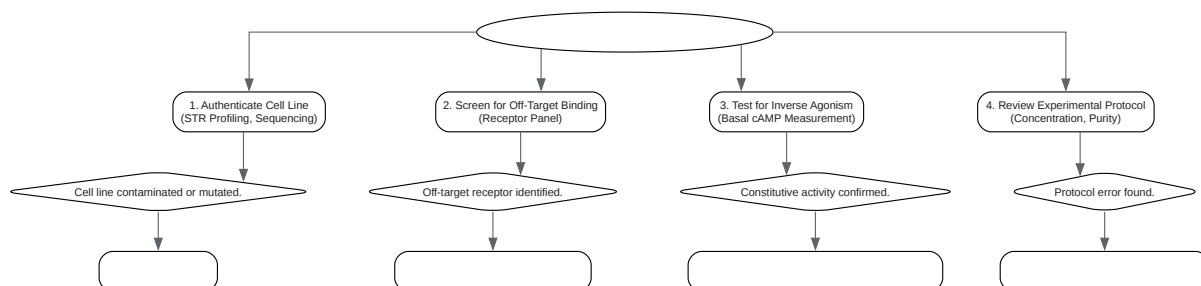 1. Authenticate Cell Line
(STR Profiling, Sequencing)
2. Screen for Off-Target Binding
(Receptor Panel)
3. Test for Inverse Agonism
(Basal cAMP Measurement)
4. Review Experimental Protocol
(Concentration, Purity)
Cell line contaminated or mutated.
Off-target receptor identified.
Constitutive activity confirmed.
Protocol error found.